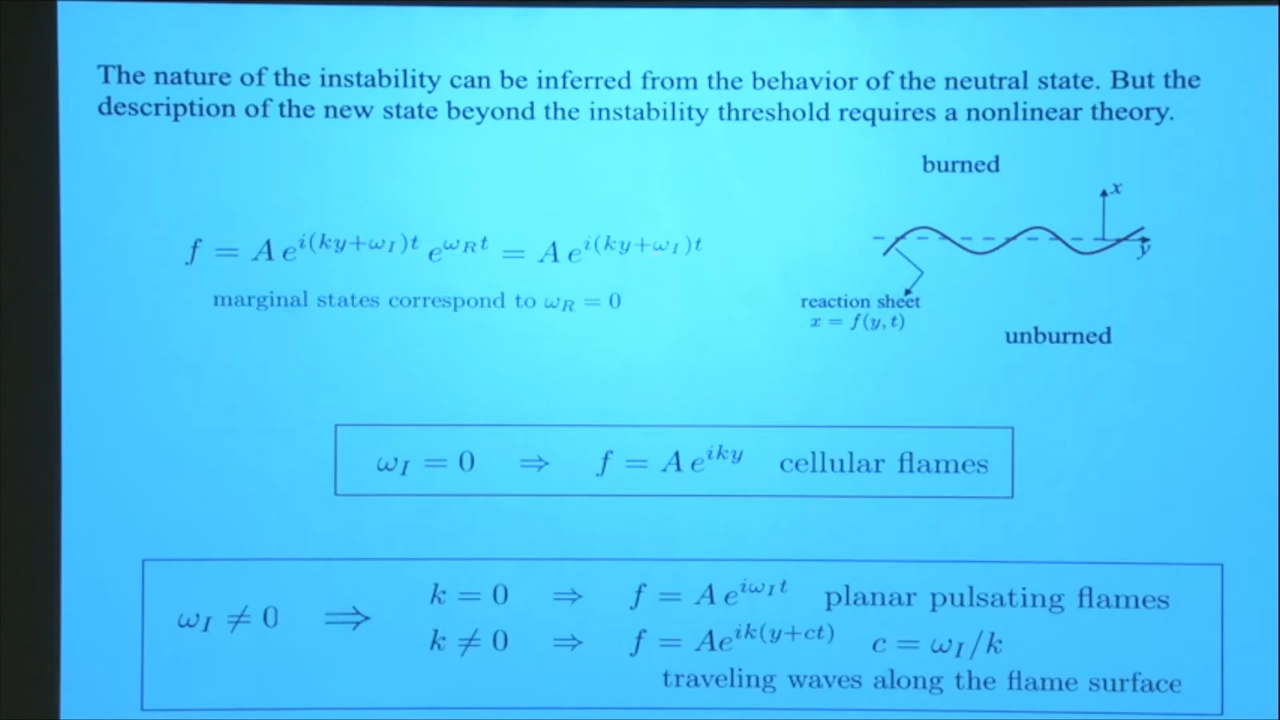 The nature of the instability can be inferred from the behavior of the neutral state. But the
description of the new state beyond the instability threshold requires a nonlinear theory.
burned
x
y
f = A e^{i(ky+ω_I)t} e^{ω_R t} = A e^{i(ky+ω_I)t}
marginal states correspond to ω_R = 0
reaction sheet
x = f(y,t)
unburned
ω_I = 0 ⇒ f = A e^{iky} cellular flames
ω_I ≠ 0 ⇒
k = 0 ⇒ f = A e^{iω_I t} planar pulsating flames
k ≠ 0 ⇒ f = Ae^{ik(y+ct)} c = ω_I/k
traveling waves along the flame surface